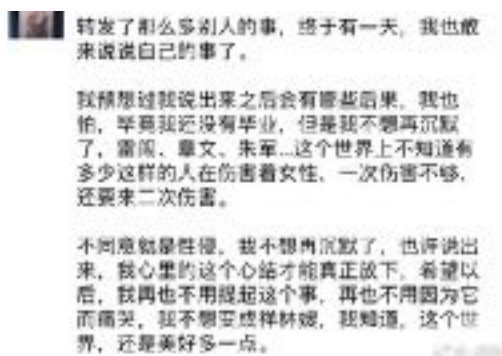 转发了那么多别人的事，终于有一天，我也敢
来说说自己的事了。
我预想过我说出来之后会有哪些后果，我也
怕，毕竟我还没有毕业，但是我不想再沉默
了，雷闯、章文、朱军...这个世界上不知道有
多少这样的人在伤害着女性，一次伤害不够，
还要来二次伤害。
不同意就是性侵，我不想再沉默了，也许说出
来，我心里的这个心结才能真正放下，希望以
后，我再也不用提起这个事，再也不用因为它
而痛哭，我不想变成祥林嫂，我知道，这个世
界，还是美好多一点。